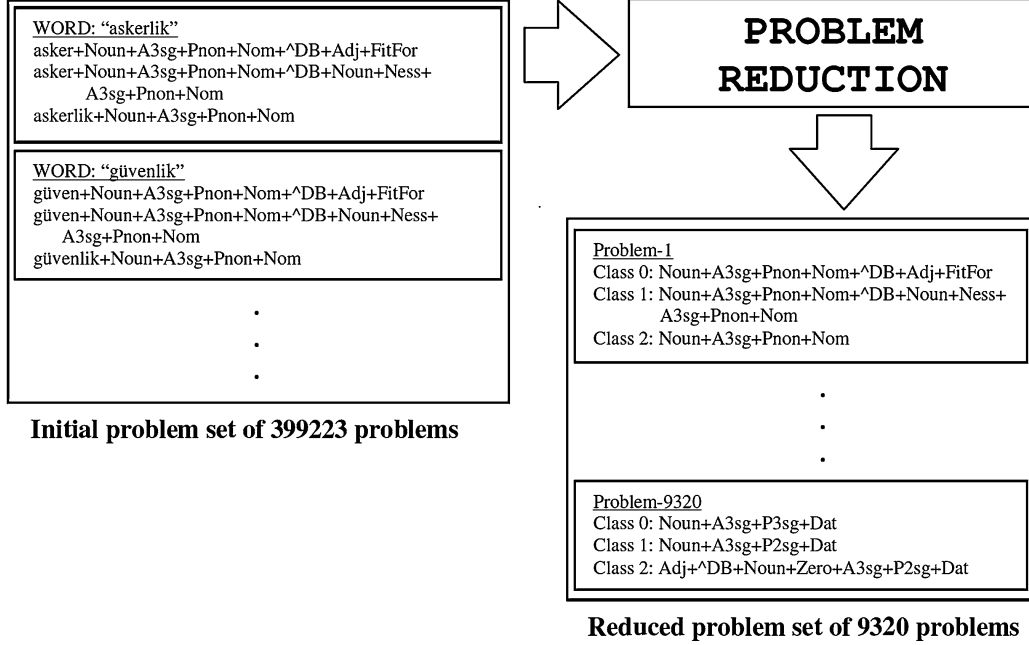 WORD: “askerlik”
asker+Noun+A3sg+Pnon+Nom+^DB+Adj+FitFor
asker+Noun+A3sg+Pnon+Nom+^DB+Noun+Ness+
A3sg+Pnon+Nom
askerlik+Noun+A3sg+Pnon+Nom
WORD: “güvenlik”
güven+Noun+A3sg+Pnon+Nom+^DB+Adj+FitFor
güven+Noun+A3sg+Pnon+Nom+^DB+Noun+Ness+
A3sg+Pnon+Nom
güvenlik+Noun+A3sg+Pnon+Nom
.
.
.
Initial problem set of 399223 problems
PROBLEM
REDUCTION
Problem-1
Class 0: Noun+A3sg+Pnon+Nom+^DB+Adj+FitFor
Class 1: Noun+A3sg+Pnon+Nom+^DB+Noun+Ness+
A3sg+Pnon+Nom
Class 2: Noun+A3sg+Pnon+Nom
.
.
.
Problem-9320
Class 0: Noun+A3sg+P3sg+Dat
Class 1: Noun+A3sg+P2sg+Dat
Class 2: Adj+^DB+Noun+Zero+A3sg+P2sg+Dat
Reduced problem set of 9320 problems